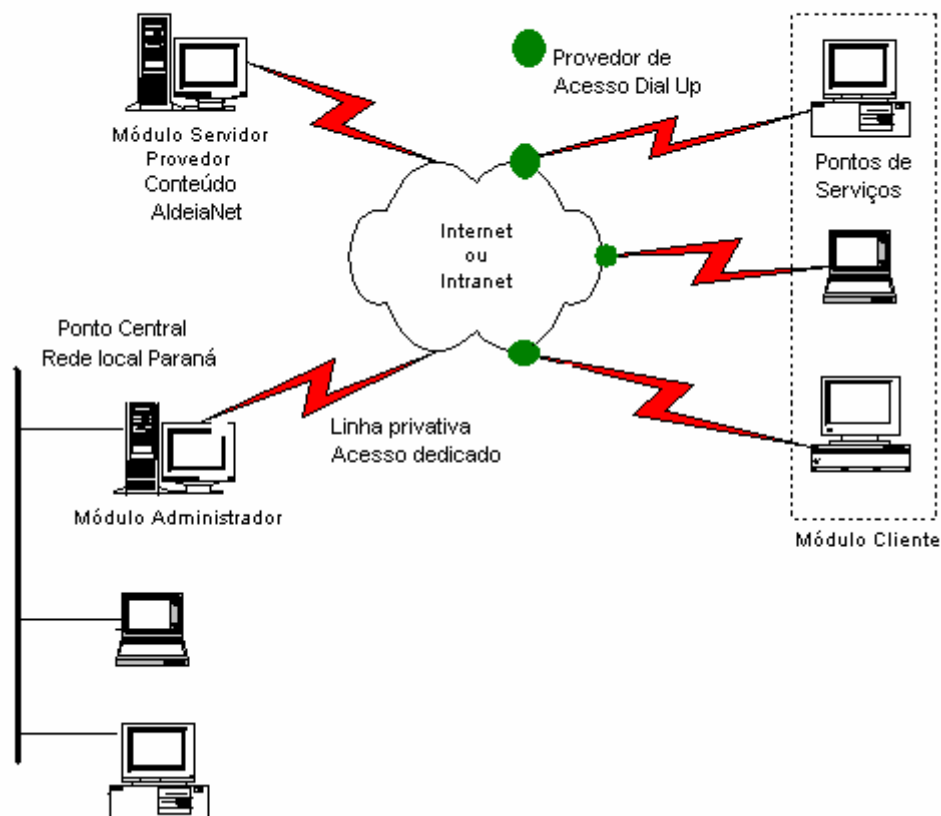 Provedor de
Acesso Dial Up
Módulo Servidor
Provedor
Conteúdo
AldeiaNet
Pontos de
Serviços
Internet
ou
Intranet
Ponto Central
Rede local Paraná
Linha privativa
Acesso dedicado
Módulo Administrador
Módulo Cliente